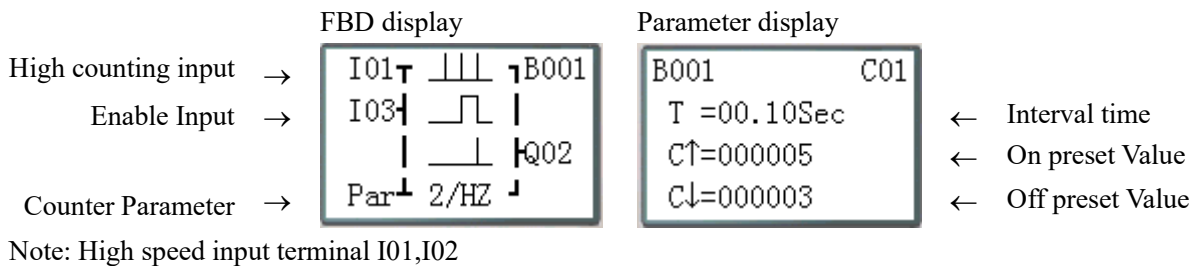 FBD display
Parameter display
High counting input →
I01 B001
Enable Input →
I03
Q02
Counter Parameter →
Par 2/HZ
B001 C01
T =00.10Sec
← Interval time
C↑=000005
← On preset Value
C↓=000003
← Off preset Value
Note: High speed input terminal I01,I02